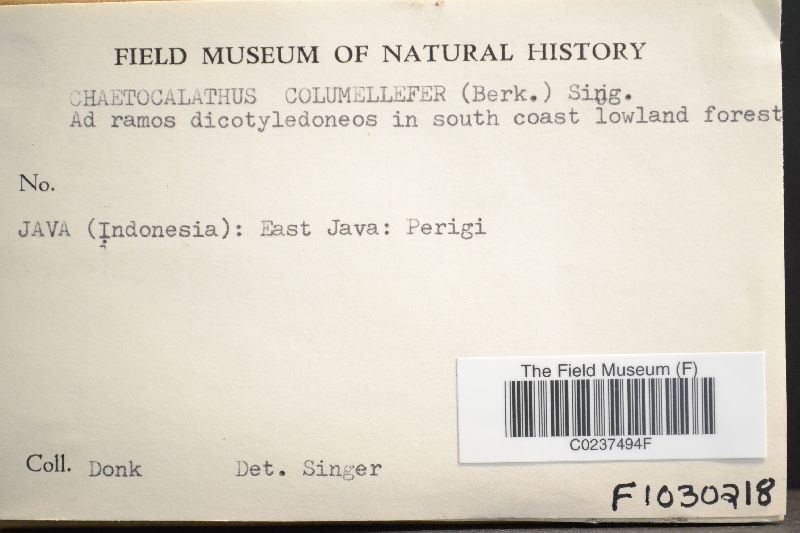 FIELD MUSEUM OF NATURAL HISTORY
CHAETOCALATHUS COLUMELLEFER (Berk.) Sing.
Ad ramos dicotyledoneos in south coast lowland forest
No.
JAVA (Indonesia): East Java: Perigi
The Field Museum (F)
C0237494F
Coll. Donk Det. Singer
F1030218